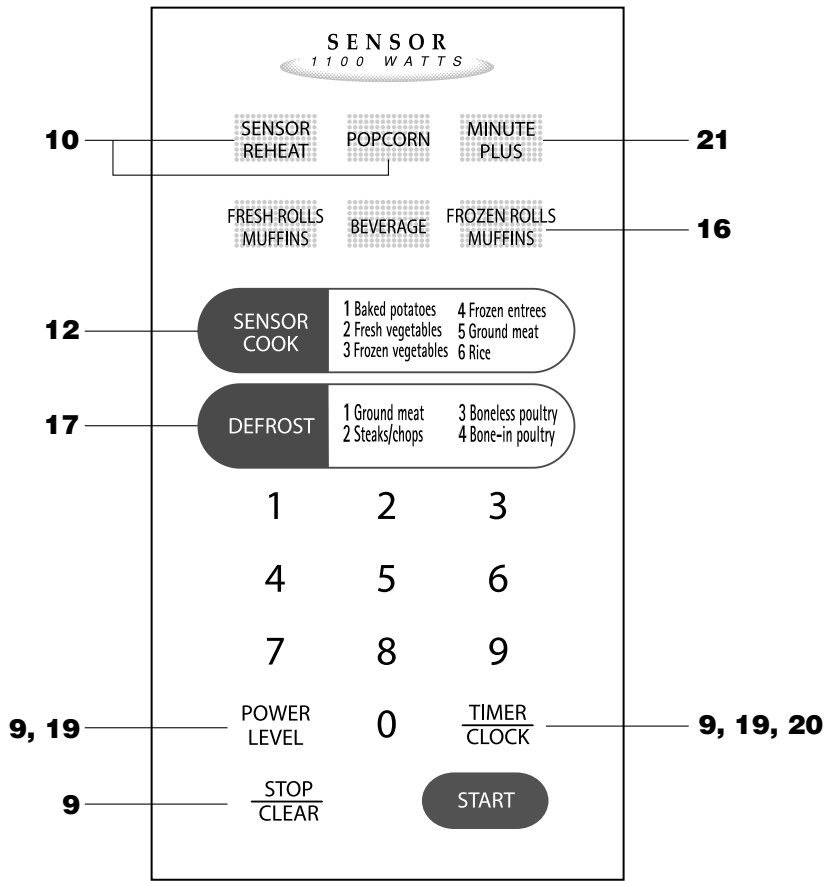 SENSOR
1100 WATTS
10
SENSOR
REHEAT
POPCORN
MINUTE
PLUS
21
FRESH ROLLS
MUFFINS
BEVERAGE
FROZEN ROLLS
MUFFINS
16
12
SENSOR
COOK
1 Baked potatoes
2 Fresh vegetables
3 Frozen vegetables
4 Frozen entrees
5 Ground meat
6 Rice
17
DEFROST
1 Ground meat
2 Steaks/chops
3 Boneless poultry
4 Bone-in poultry
1 2 3
4 5 6
7 8 9
9, 19
POWER
LEVEL
0
TIMER
CLOCK
9, 19, 20
9
STOP
CLEAR
START